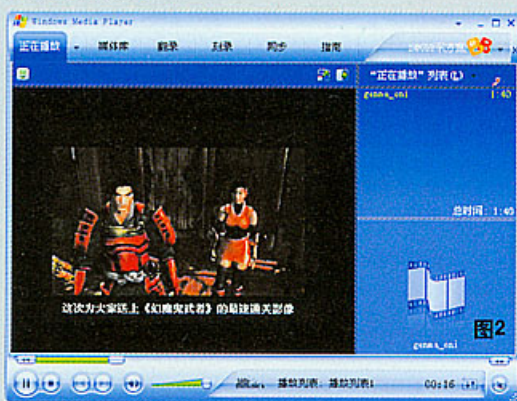 Windows Media Player
正在播放 媒体库 翻录 刻录 同步 指南
“正在播放”列表(L)
genma_oni 1:40
总时间: 1:40
这次为大家送上《幻魔鬼武者》的最速通关影像
图2
genma_oni
播放列表: 播放列表1 00:16